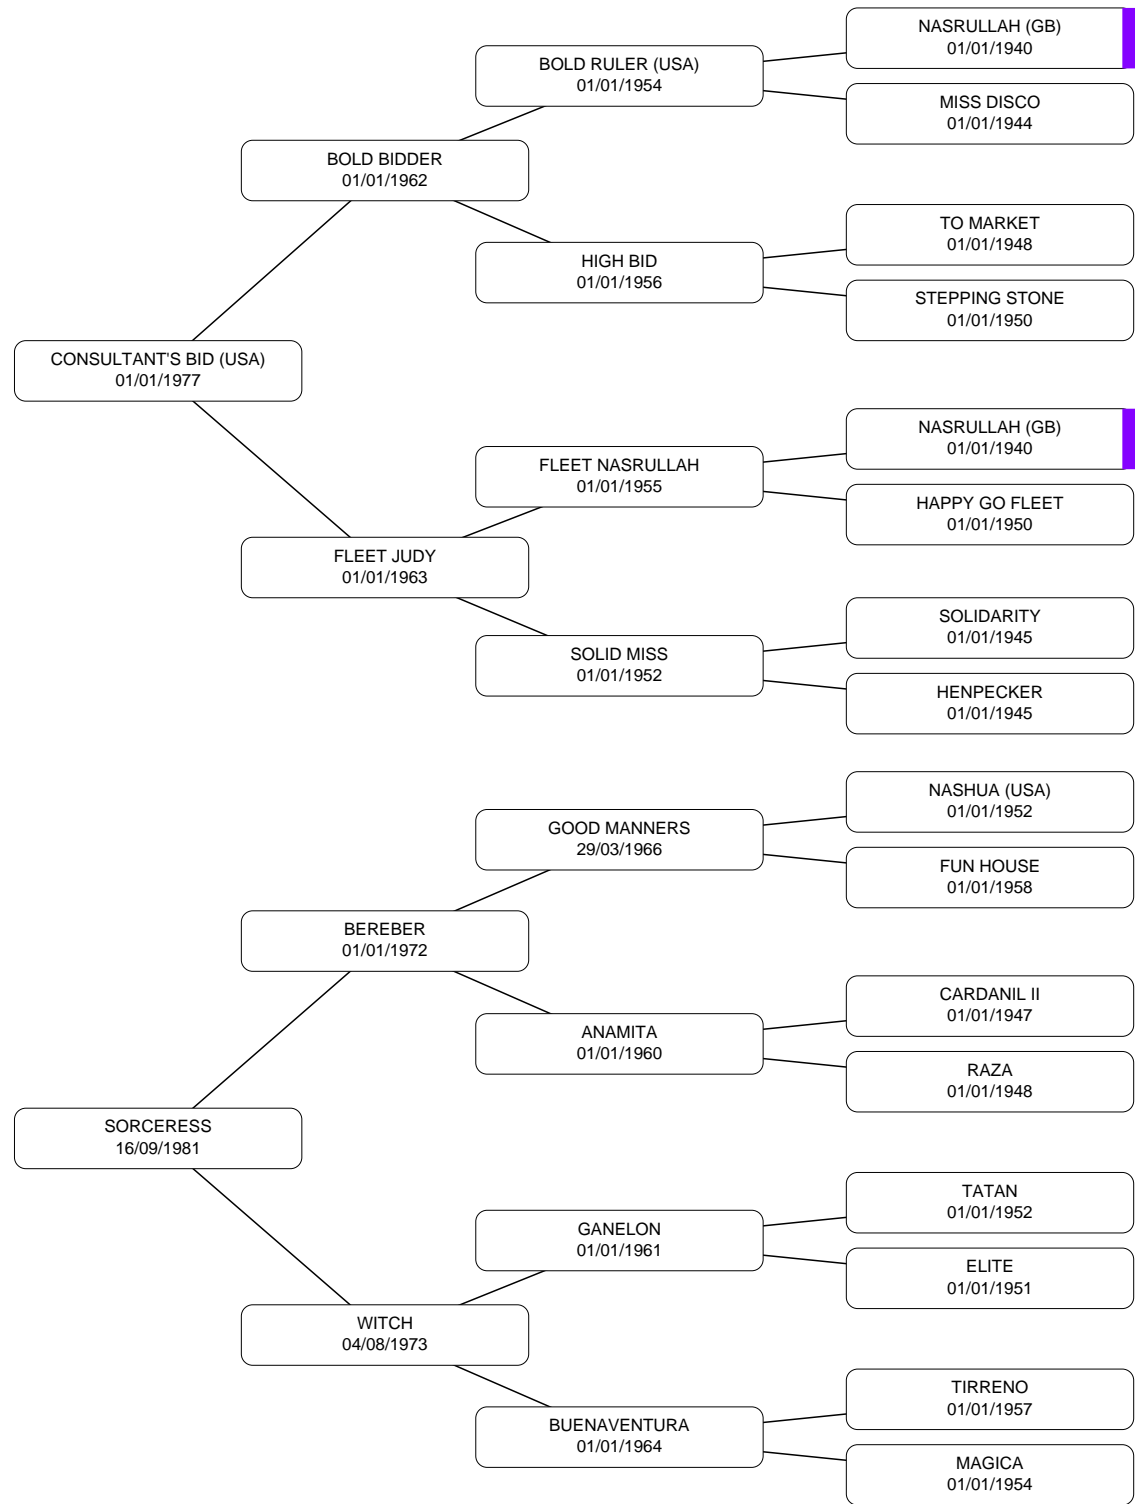 NASRULLAH (GB)
01/01/1940
BOLD RULER (USA)
01/01/1954
MISS DISCO
01/01/1944
BOLD BIDDER
01/01/1962
TO MARKET
01/01/1948
HIGH BID
01/01/1956
STEPPING STONE
01/01/1950
CONSULTANT'S BID (USA)
01/01/1977
NASRULLAH (GB)
01/01/1940
FLEET NASRULLAH
01/01/1955
HAPPY GO FLEET
01/01/1950
FLEET JUDY
01/01/1963
SOLIDARITY
01/01/1945
SOLID MISS
01/01/1952
HENPECKER
01/01/1945
NASHUA (USA)
01/01/1952
GOOD MANNERS
29/03/1966
FUN HOUSE
01/01/1958
BEREBER
01/01/1972
CARDANIL II
01/01/1947
ANAMITA
01/01/1960
RAZA
01/01/1948
SORCERESS
16/09/1981
TATAN
01/01/1952
GANELON
01/01/1961
ELITE
01/01/1951
WITCH
04/08/1973
TIRRENO
01/01/1957
BUENAVENTURA
01/01/1964
MAGICA
01/01/1954